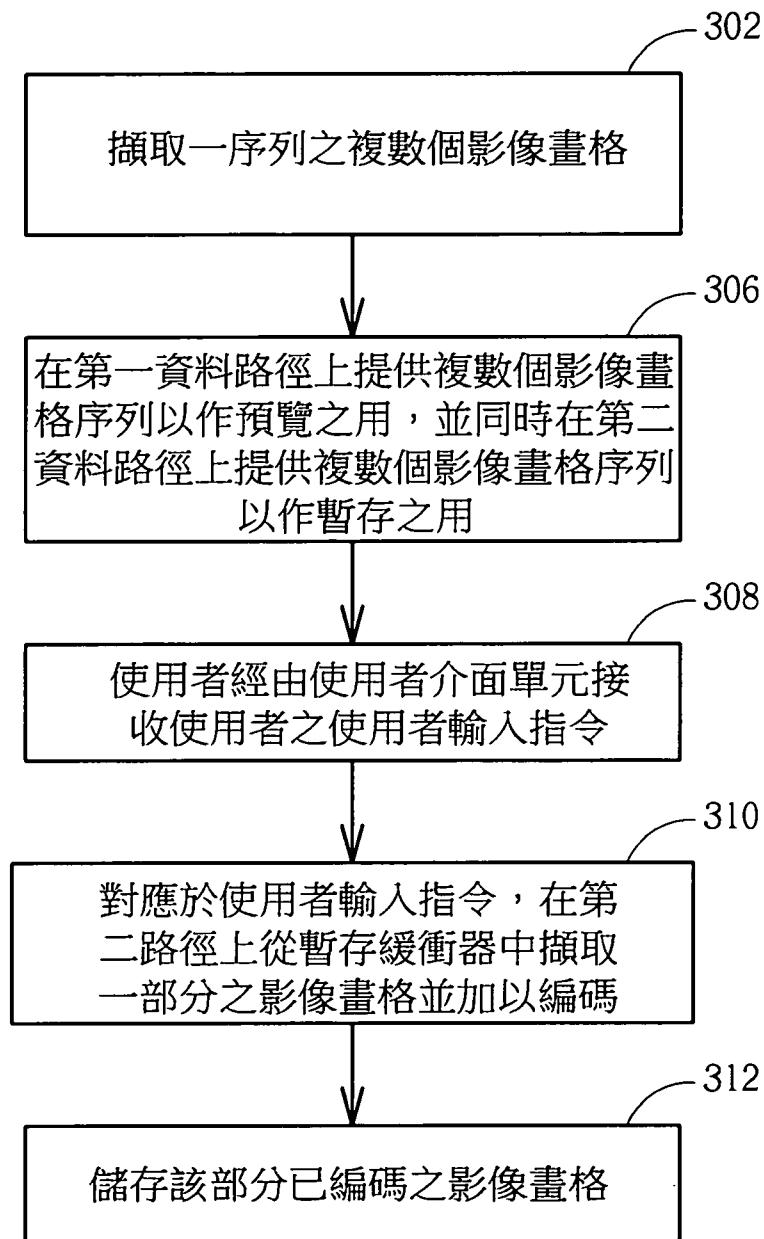 302
擷取一序列之複數個影像畫格
306
在第一資料路徑上提供複數個影像畫
格序列以作預覽之用，並同時在第二
資料路徑上提供複數個影像畫格序列
以作暫存之用
308
使用者經由使用者介面單元接
收使用者之使用者輸入指令
310
對應於使用者輸入指令，在第
二路徑上從暫存緩衝器中擷取
一部分之影像畫格並加以編碼
312
儲存該部分已編碼之影像畫格